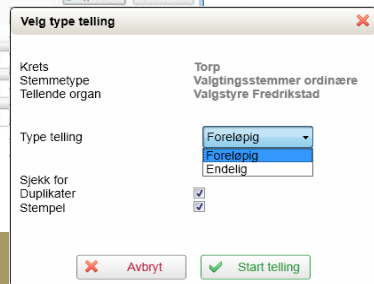 Velg type telling
Krets Torp
Stemmetype Valgtingsstemmer ordinære
Tellende organ Valgstyre Fredrikstad
Type telling Foreløpig
Foreløpig
Endelig
Sjekk for
Duplikater
Stempel
Avbryt Start telling